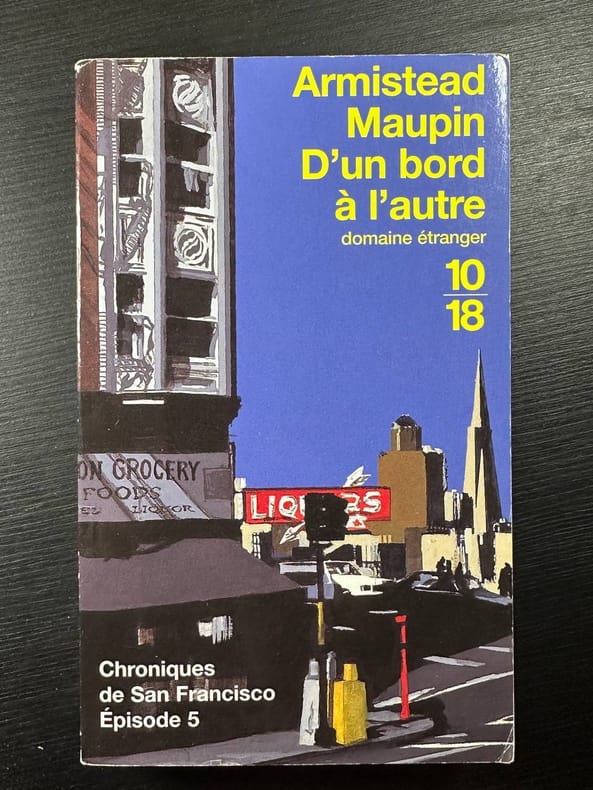 Armistead
Maupin
D'un bord
à l'autre
domaine étranger
10
18
ON GROCERY
FOODS
LIQUOR
LIQUORS
Chroniques
de San Francisco
Épisode 5